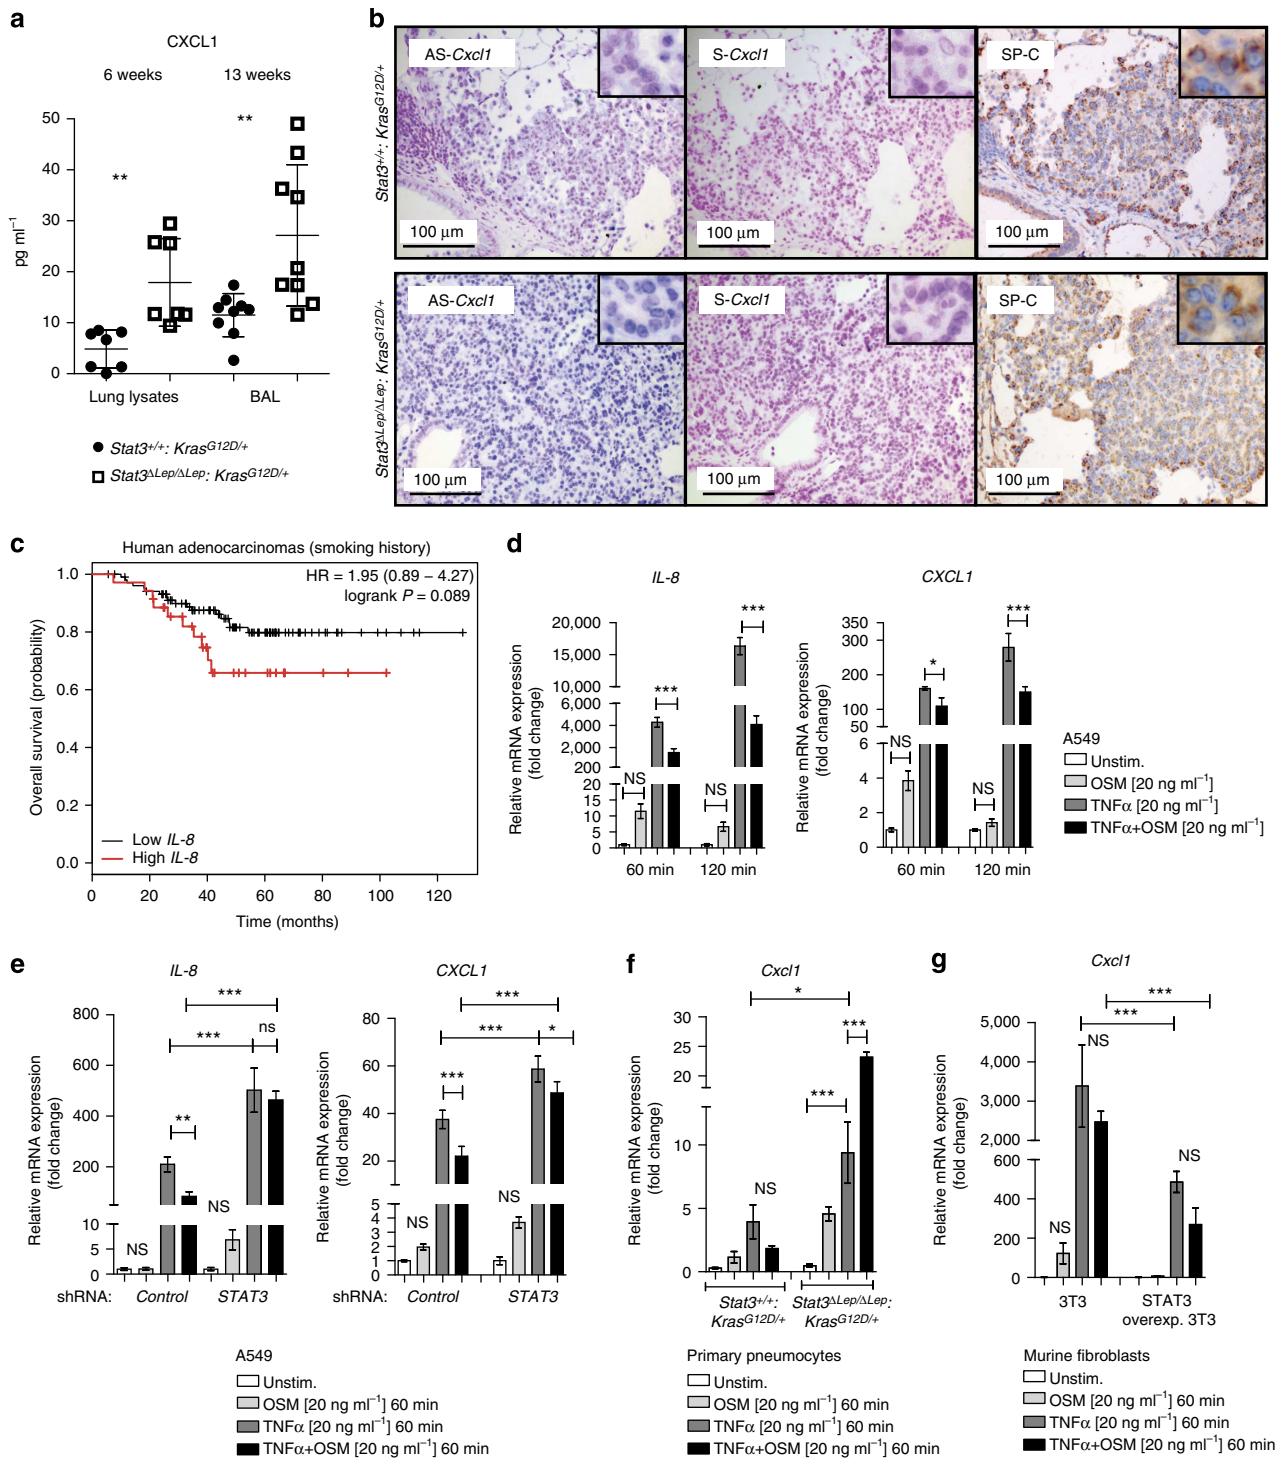 a
CXCL1
6 weeks 13 weeks
** **
pg ml⁻¹
50
40
30
20
10
0
Lung lysates BAL
Stat3⁺/⁺: Krasᴳ¹²ᴰ/⁺
Stat3ΔLep/ΔLep: KrasG12D/+
b
Stat3+/+: KrasG12D/+
AS-Cxcl1 S-Cxcl1 SP-C
100 μm 100 μm 100 μm
Stat3ΔLep/ΔLep: KrasG12D/+
AS-Cxcl1 S-Cxcl1 SP-C
100 μm 100 μm 100 μm
c
Human adenocarcinomas (smoking history)
HR = 1.95 (0.89 – 4.27)
logrank P = 0.089
Overall survival (probability)
1.0
0.8
0.6
0.4
0.2
0.0
Low IL-8
High IL-8
0 20 40 60 80 100 120
Time (months)
d
IL-8
Relative mRNA expression
(fold change)
20,000
15,000
10,000
6,000
2,000
200
20
15
10
5
0
NS *** NS ***
60 min 120 min
CXCL1
Relative mRNA expression
(fold change)
350
300
200
100
50
6
4
2
0
NS * NS ***
60 min 120 min
A549
Unstim.
OSM [20 ng ml⁻¹]
TNFα [20 ng ml⁻¹]
TNFα+OSM [20 ng ml⁻¹]
e
IL-8
Relative mRNA expression
(fold change)
800
600
400
200
10
5
0
***
*** ns
**
NS NS
shRNA: Control STAT3
CXCL1
Relative mRNA expression
(fold change)
80
60
40
20
5
4
3
2
1
0
***
*** *
***
NS NS
shRNA: Control STAT3
A549
Unstim.
OSM [20 ng ml⁻¹] 60 min
TNFα [20 ng ml⁻¹] 60 min
TNFα+OSM [20 ng ml⁻¹] 60 min
f
Cxcl1
Relative mRNA expression
(fold change)
30
25
20
10
5
0
*
***
***
NS
Stat3+/+: Stat3ΔLep/ΔLep:
KrasG12D/+ KrasG12D/+
Primary pneumocytes
Unstim.
OSM [20 ng ml⁻¹] 60 min
TNFα [20 ng ml⁻¹] 60 min
TNFα+OSM [20 ng ml⁻¹] 60 min
g
Cxcl1
Relative mRNA expression
(fold change)
5,000
4,000
3,000
2,000
600
400
200
0
***
***
NS
NS
NS
3T3 STAT3
overexp. 3T3
Murine fibroblasts
Unstim.
OSM [20 ng ml⁻¹] 60 min
TNFα [20 ng ml⁻¹] 60 min
TNFα+OSM [20 ng ml⁻¹] 60 min